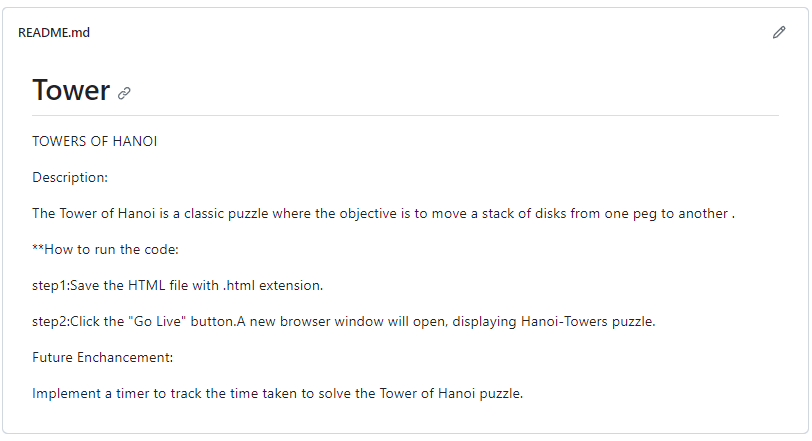 README.md
Tower
TOWERS OF HANOI
Description:
The Tower of Hanoi is a classic puzzle where the objective is to move a stack of disks from one peg to another .
**How to run the code:
step1:Save the HTML file with .html extension.
step2:Click the "Go Live" button.A new browser window will open, displaying Hanoi-Towers puzzle.
Future Enchancement:
Implement a timer to track the time taken to solve the Tower of Hanoi puzzle.